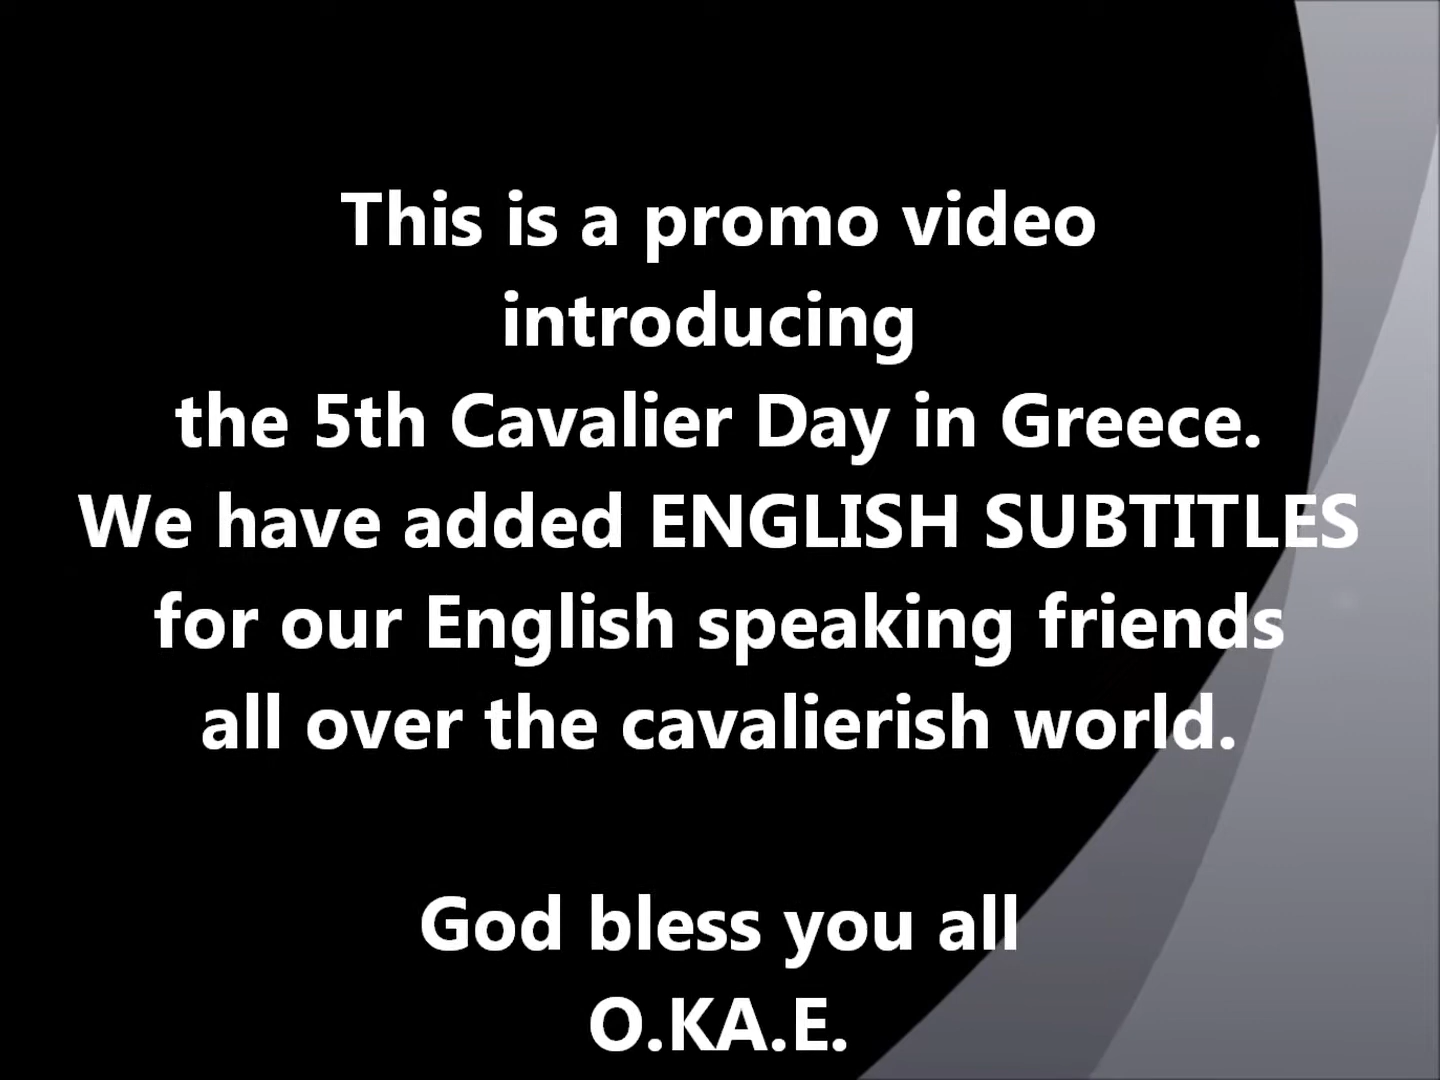 This is a promo video
introducing
the 5th Cavalier Day in Greece.
We have added ENGLISH SUBTITLES
for our English speaking friends
all over the cavalierish world.
God bless you all
O.KA.E.